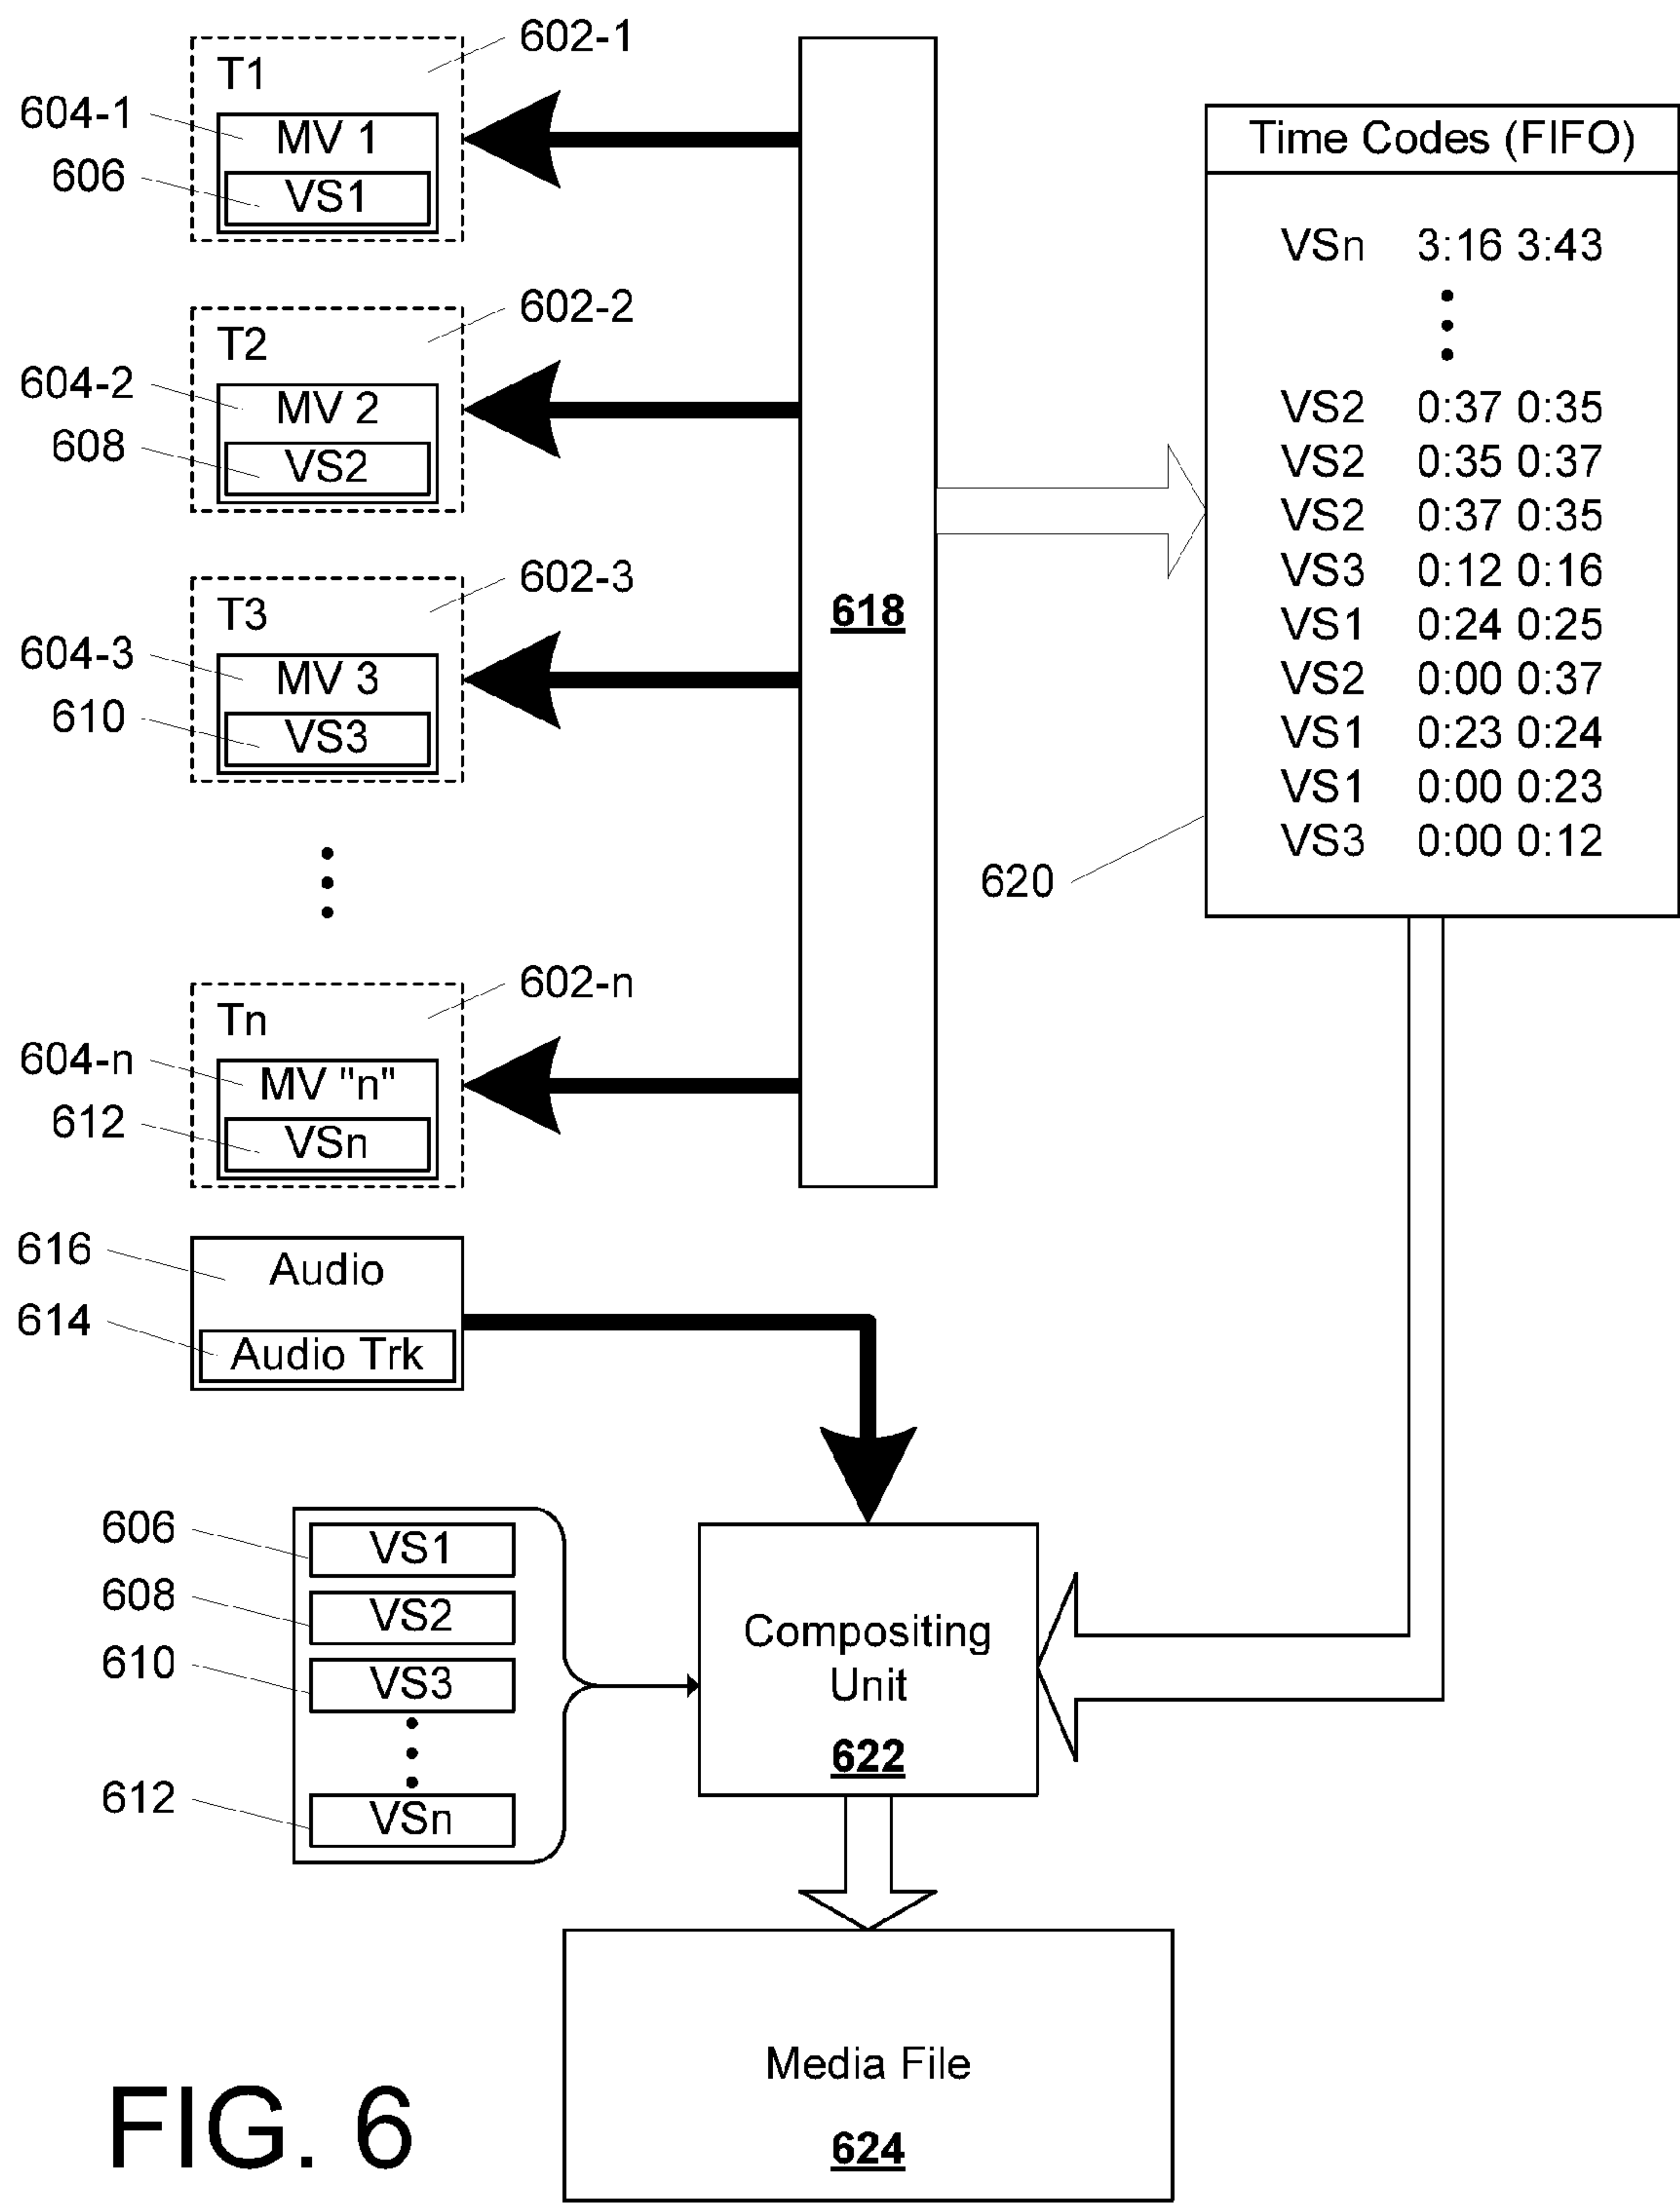 602-1
T1
604-1
MV 1
606
VS1
602-2
T2
604-2
MV 2
608
VS2
602-3
T3
604-3
MV 3
610
VS3
602-n
Tn
604-n
MV "n"
612
VSn
618
Time Codes (FIFO)
VSn 3:16 3:43
VS2 0:37 0:35
VS2 0:35 0:37
VS2 0:37 0:35
VS3 0:12 0:16
VS1 0:24 0:25
VS2 0:00 0:37
VS1 0:23 0:24
VS1 0:00 0:23
VS3 0:00 0:12
620
616
Audio
614
Audio Trk
606
VS1
608
VS2
610
VS3
612
VSn
Compositing
Unit
622
Media File
624
FIG. 6